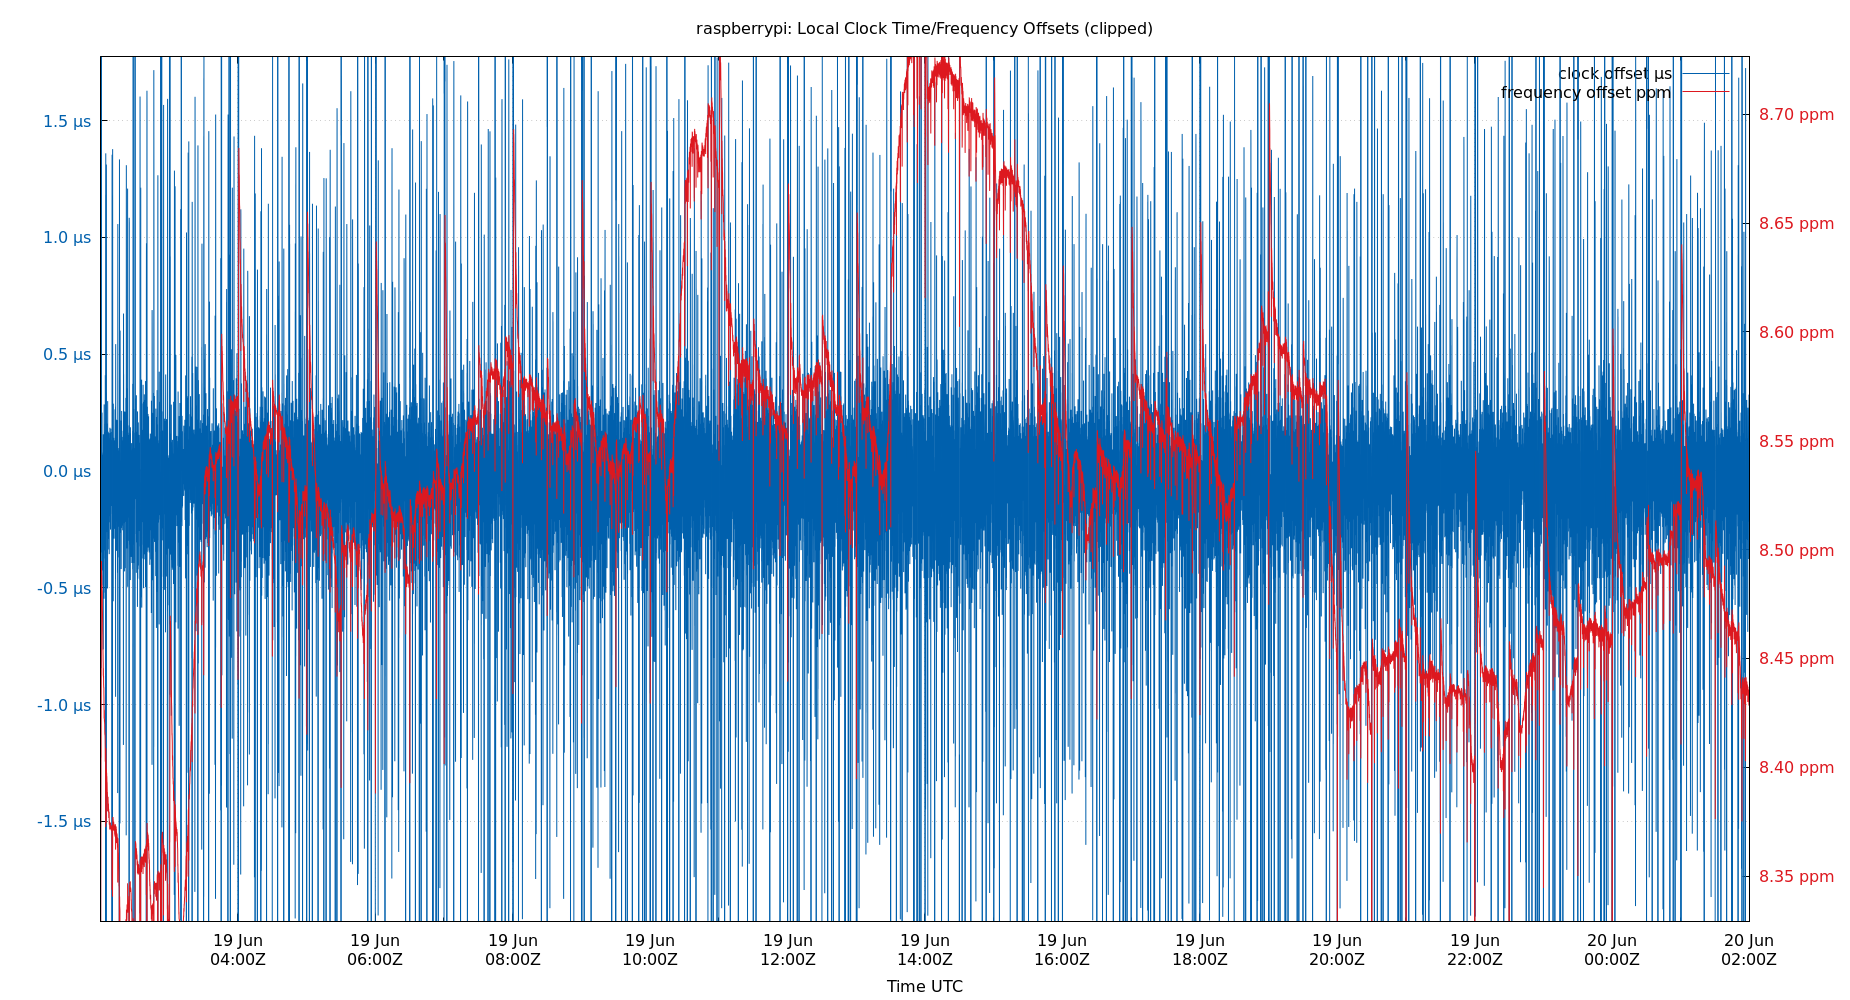 raspberrypi: Local Clock Time/Frequency Offsets (clipped)
clock offset µs
frequency offset ppm
1.5 µs
1.0 µs
0.5 µs
0.0 µs
-0.5 µs
-1.0 µs
-1.5 µs
8.70 ppm
8.65 ppm
8.60 ppm
8.55 ppm
8.50 ppm
8.45 ppm
8.40 ppm
8.35 ppm
19 Jun 19 Jun 19 Jun 19 Jun 19 Jun 19 Jun 19 Jun 19 Jun 19 Jun 19 Jun 20 Jun 20 Jun
04:00Z 06:00Z 08:00Z 10:00Z 12:00Z 14:00Z 16:00Z 18:00Z 20:00Z 22:00Z 00:00Z 02:00Z
Time UTC